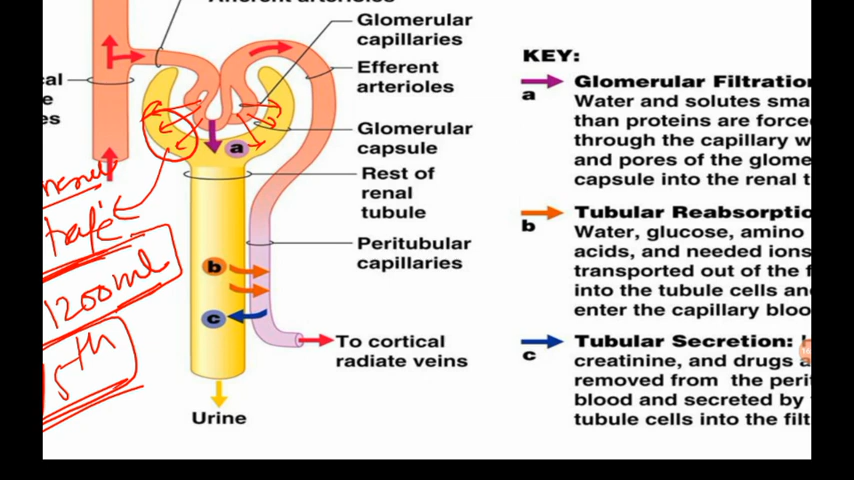 Afferent arterioles
Glomerular
capillaries
Efferent
arterioles
Glomerular
capsule
Rest of
renal
tubule
Peritubular
capillaries
To cortical
radiate veins
Urine
a
b
c
cal
e
es
1200ml
5th
KEY:
a
Glomerular Filtration
Water and solutes sma
than proteins are force
through the capillary w
and pores of the glome
capsule into the renal t
b
Tubular Reabsorptio
Water, glucose, amino
acids, and needed ions
transported out of the f
into the tubule cells and
enter the capillary bloo
c
Tubular Secretion:
creatinine, and drugs a
removed from the perit
blood and secreted by
tubule cells into the filt